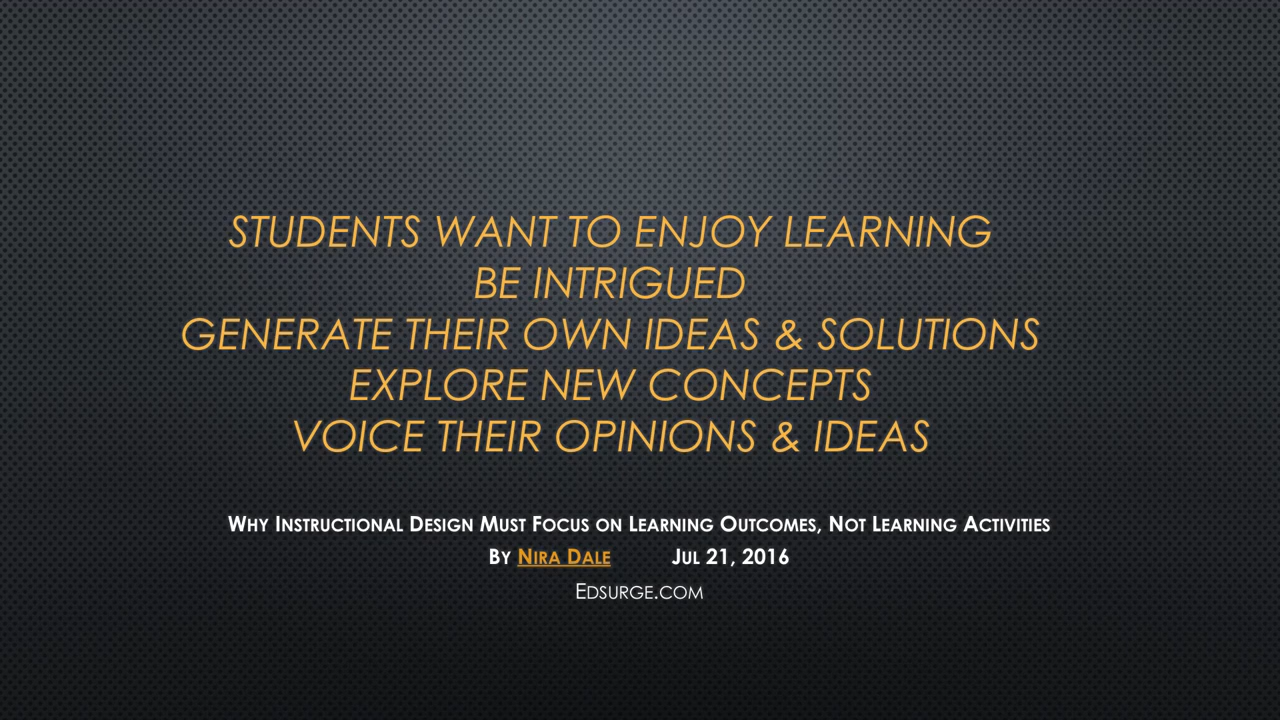 STUDENTS WANT TO ENJOY LEARNING
BE INTRIGUED
GENERATE THEIR OWN IDEAS & SOLUTIONS
EXPLORE NEW CONCEPTS
VOICE THEIR OPINIONS & IDEAS
Why Instructional Design Must Focus on Learning Outcomes, Not Learning Activities
By Nira Dale Jul 21, 2016
Edsurge.com